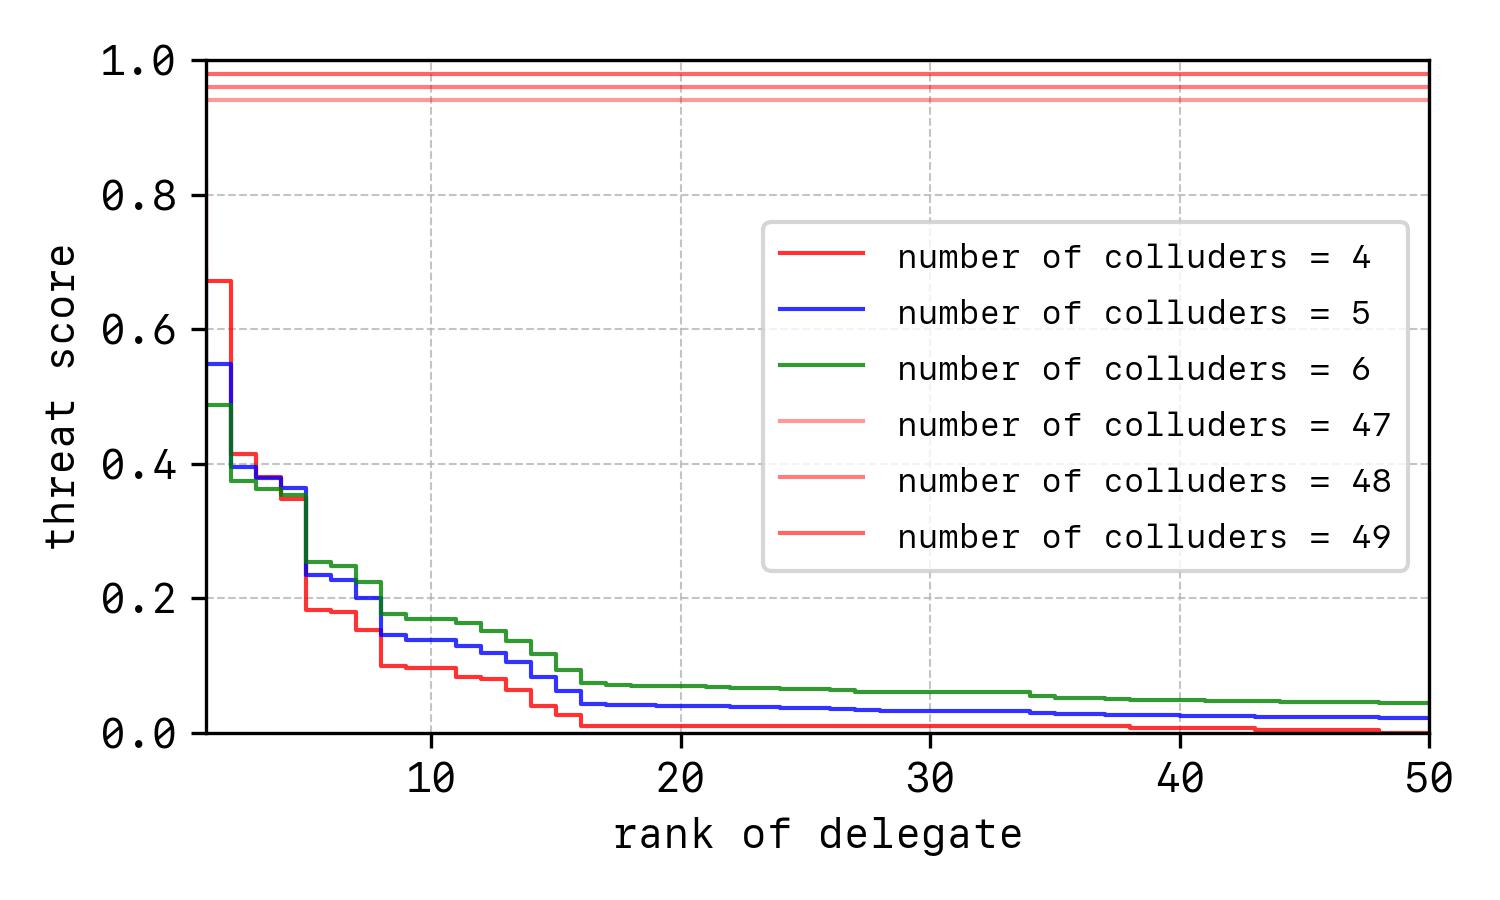 1.0
0.8
0.6
0.4
0.2
0.0
threat score
number of colluders = 4
number of colluders = 5
number of colluders = 6
number of colluders = 47
number of colluders = 48
number of colluders = 49
10 20 30 40 50
rank of delegate